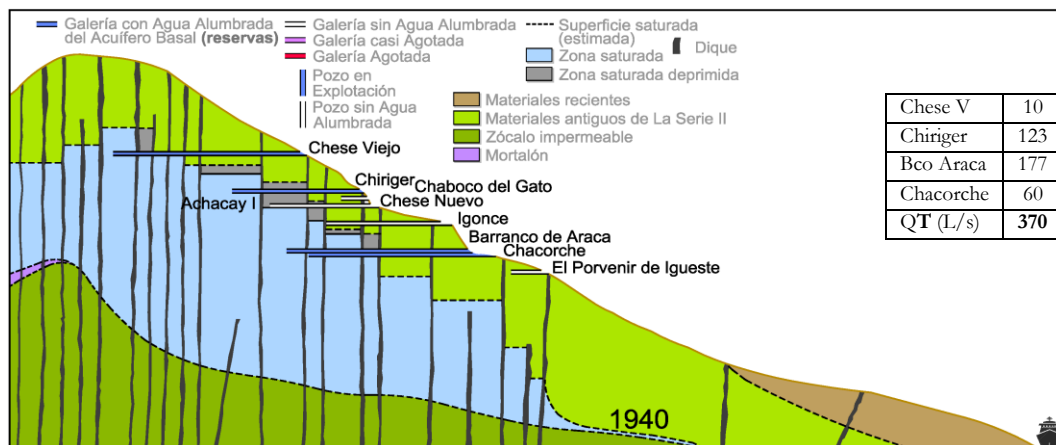 Galería con Agua Alumbrada
del Acuífero Basal (reservas)
Galería sin Agua Alumbrada
Galería casi Agotada
Galería Agotada
Pozo en
Explotación
Pozo sin Agua
Alumbrada
Superficie saturada
(estimada)
Dique
Zona saturada
Zona saturada deprimida
Materiales recientes
Materiales antiguos de La Serie II
Zócalo impermeable
Mortalón
Chese V 10
Chiriger 123
Bco Araca 177
Chacorche 60
QT (L/s) 370
Chese Viejo
Chiriger
Chaboco del Gato
Achacay I
Chese Nuevo
Igonce
Barranco de Araca
Chacorche
El Porvenir de Igueste
1940